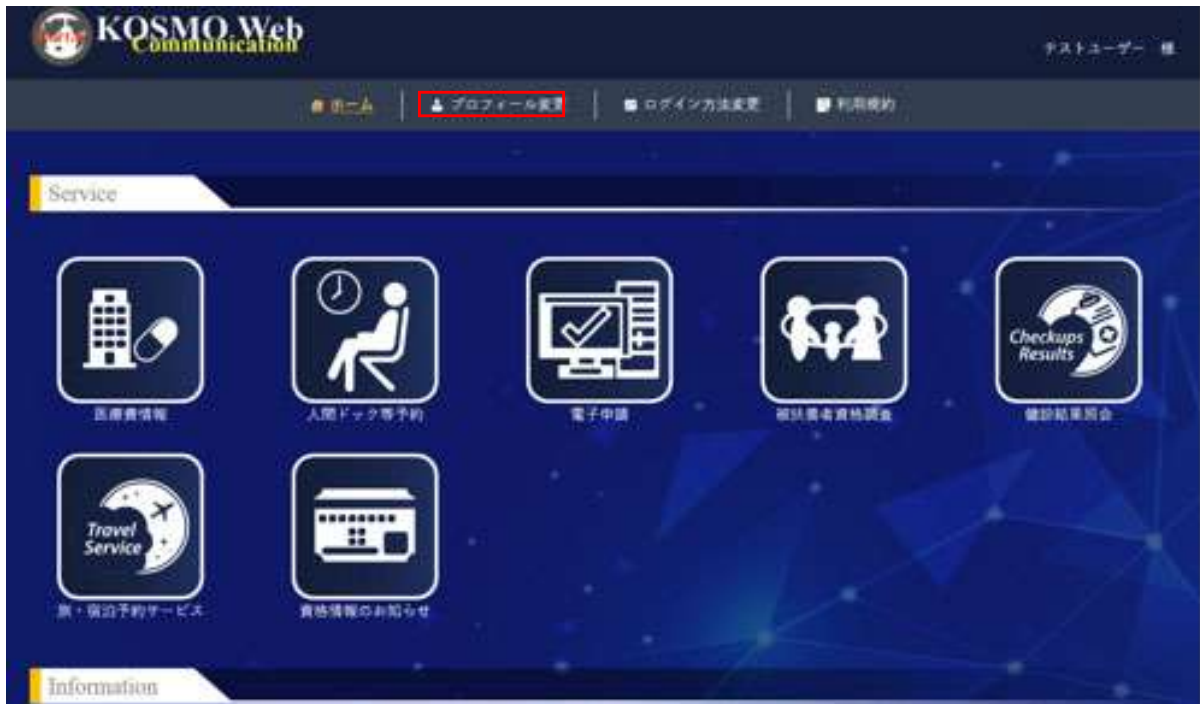 KOSMO Web
Communication
テストユーザー 様
ホーム
プロフィール変更
ログイン方法変更
利用規約
Service
医療費情報
人間ドック等予約
電子申請
被扶養者資格調査
Checkups
Results
健診結果照会
Travel
Service
旅・宿泊予約サービス
資格情報のお知らせ
Information